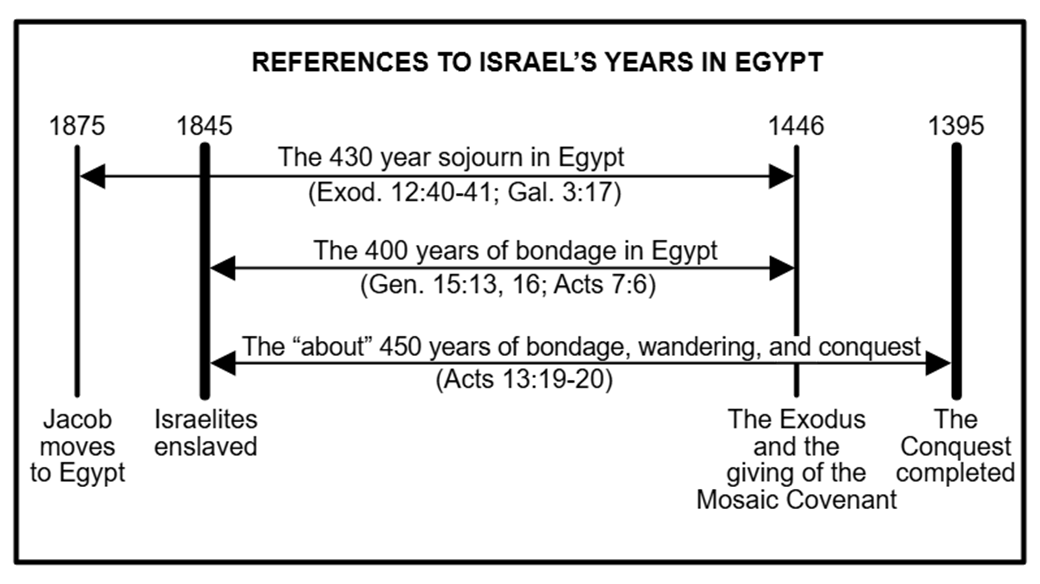 REFERENCES TO ISRAEL'S YEARS IN EGYPT
1875 1845 1446 1395
The 430 year sojourn in Egypt
(Exod. 12:40-41; Gal. 3:17)
The 400 years of bondage in Egypt
(Gen. 15:13, 16; Acts 7:6)
The “about” 450 years of bondage, wandering, and conquest
(Acts 13:19-20)
Jacob
moves
to Egypt
Israelites
enslaved
The Exodus
and the
giving of the
Mosaic Covenant
The
Conquest
completed